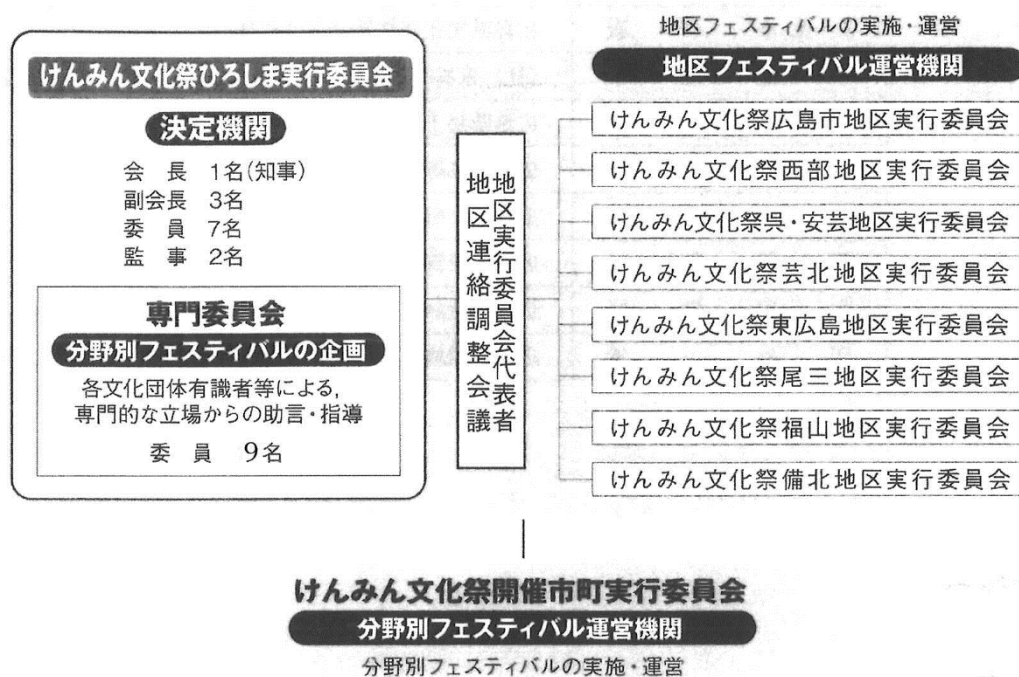 けんみん文化祭ひろしま実行委員会
決定機関
会　長　1名(知事)
副会長　3名
委　員　7名
監　事　2名
専門委員会
分野別フェスティバルの企画
各文化団体有識者等による,
専門的な立場からの助言・指導
委　員　9名
地区実行委員会代表者
地区連絡調整会議
地区フェスティバルの実施・運営
地区フェスティバル運営機関
けんみん文化祭広島市地区実行委員会
けんみん文化祭西部地区実行委員会
けんみん文化祭呉・安芸地区実行委員会
けんみん文化祭芸北地区実行委員会
けんみん文化祭東広島地区実行委員会
けんみん文化祭尾三地区実行委員会
けんみん文化祭福山地区実行委員会
けんみん文化祭備北地区実行委員会
けんみん文化祭開催市町実行委員会
分野別フェスティバル運営機関
分野別フェスティバルの実施・運営